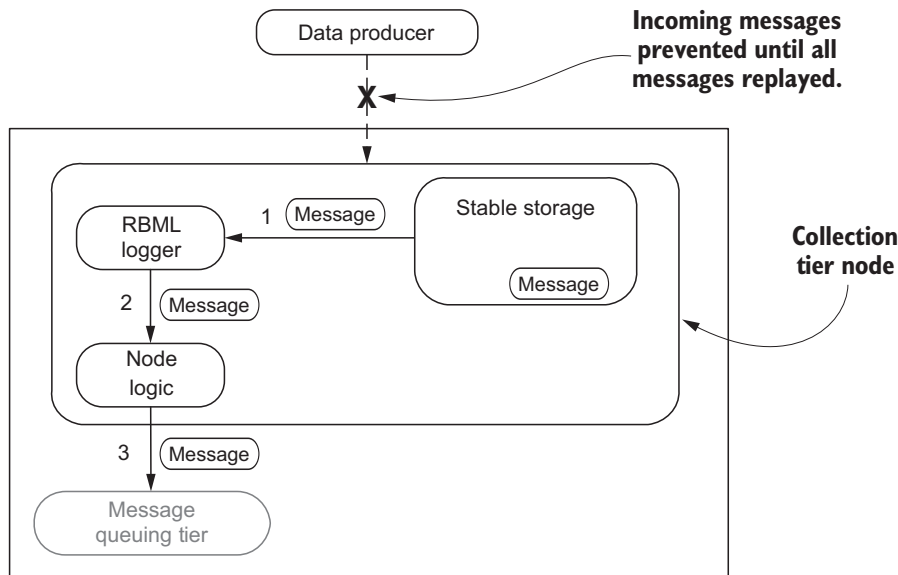 Data producer
Incoming messages
prevented until all
messages replayed.
X
RBML
logger
1
Message
Stable storage
Message
Collection
tier node
2
Message
Node
logic
3
Message
Message
queuing tier